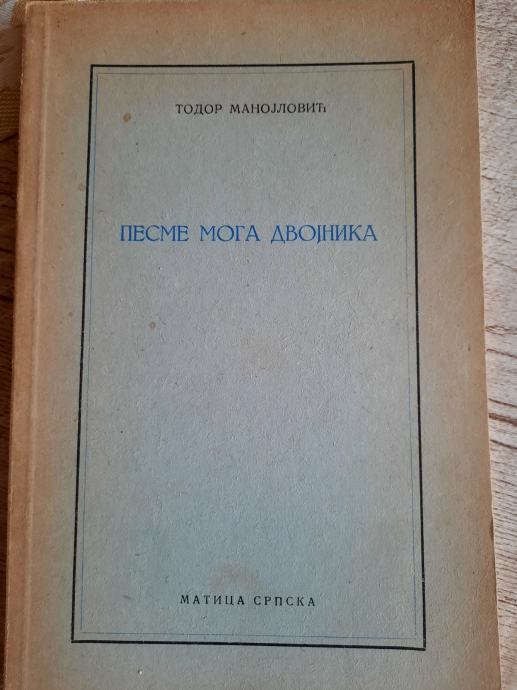 ТОДОР МАНОЈЛОВИЋ
ПЕСМЕ МОГА ДВОЈНИКА
МАТИЦА СРПСКА